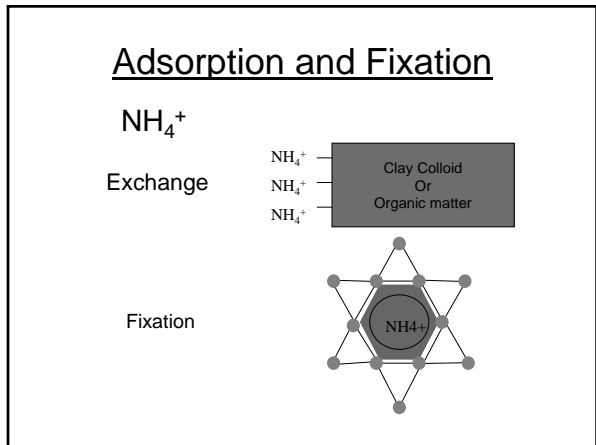 Adsorption and Fixation
NH₄⁺
Exchange
NH₄⁺
NH₄⁺
NH₄⁺
Clay Colloid
Or
Organic matter
Fixation
NH4+